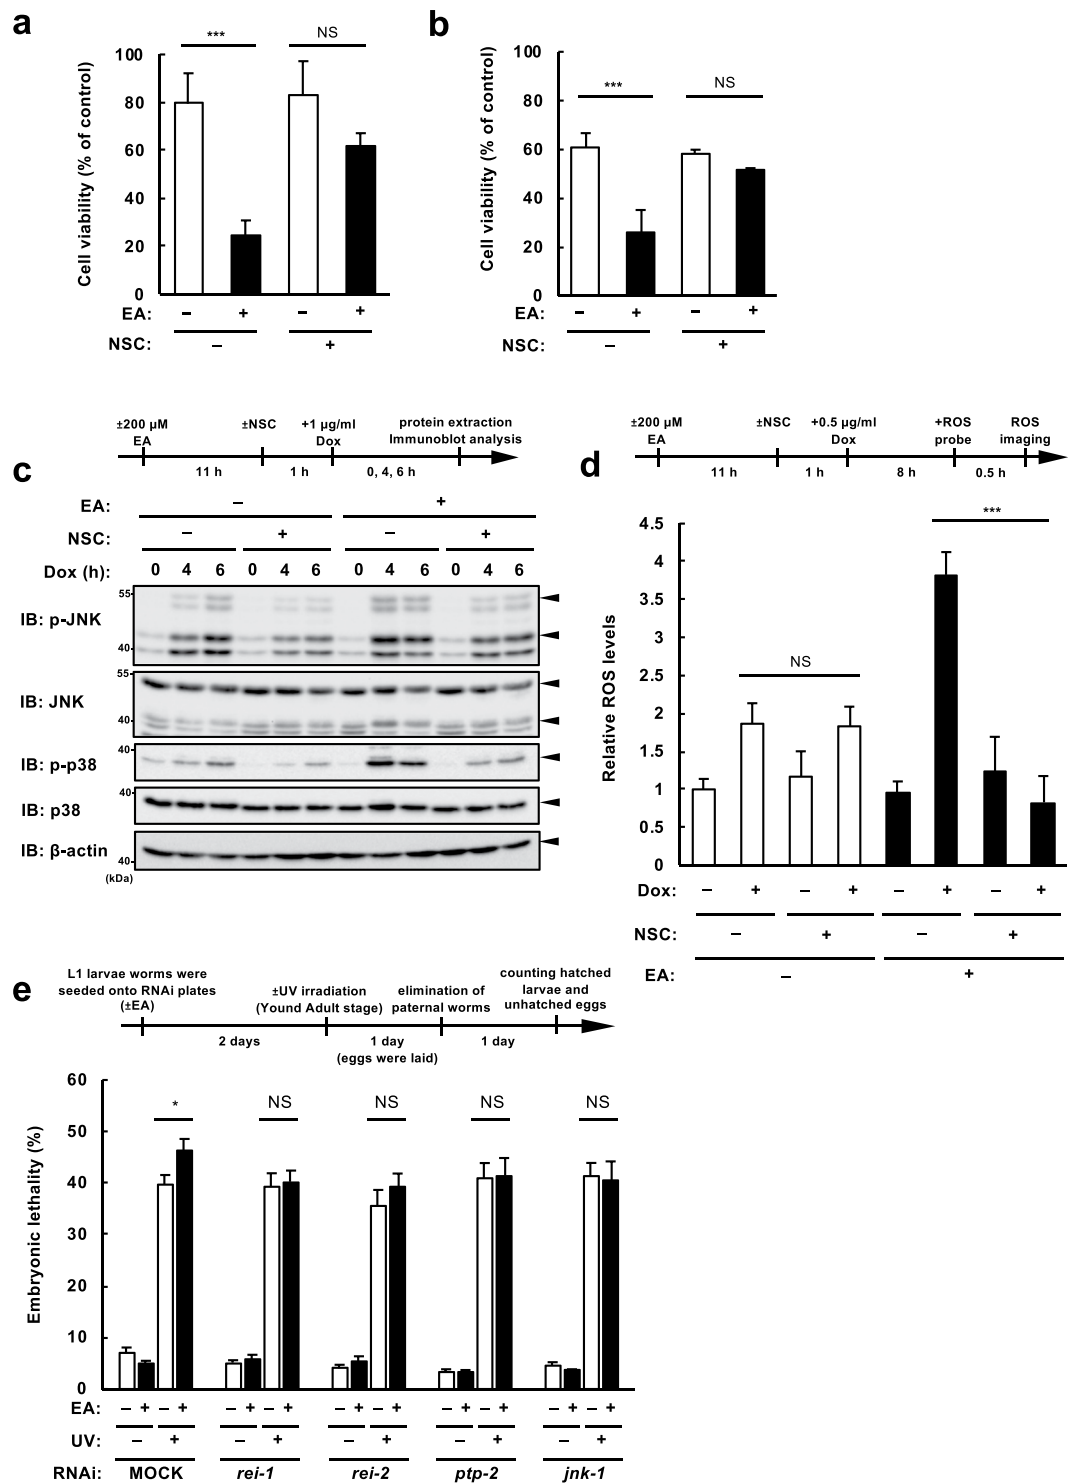 a
***
NS
100
80
60
40
20
0
Cell viability (% of control)
EA:
– + – +
NSC:
– +
b
***
NS
100
80
60
40
20
0
Cell viability (% of control)
EA:
– + – +
NSC:
– +
c
±200 µM
EA
±NSC
+1 µg/ml
Dox
protein extraction
Immunoblot analysis
11 h
1 h
0, 4, 6 h
EA: – +
NSC: – + – +
Dox (h): 0 4 6 0 4 6 0 4 6 0 4 6
55
IB: p-JNK
40
55
IB: JNK
40
40
IB: p-p38
40
IB: p38
IB: β-actin
40
(kDa)
d
±200 µM
EA
±NSC
+0.5 µg/ml
Dox
+ROS
probe
ROS
imaging
11 h
1 h
8 h
0.5 h
***
NS
4.5
4
3.5
3
2.5
2
1.5
1
0.5
0
Relative ROS levels
Dox: – + – + – + – +
NSC: – + – +
EA: – +
e
L1 larvae worms were
seeded onto RNAi plates
(±EA)
±UV irradiation
(Yound Adult stage)
elimination of
paternal worms
counting hatched
larvae and
unhatched eggs
2 days
1 day
(eggs were laid)
1 day
60
50
40
30
20
10
0
Embryonic lethality (%)
* NS NS NS NS
EA: – + – + – + – + – + – + – + – + – + – +
UV: – + – + – + – + – +
RNAi: MOCK rei-1 rei-2 ptp-2 jnk-1